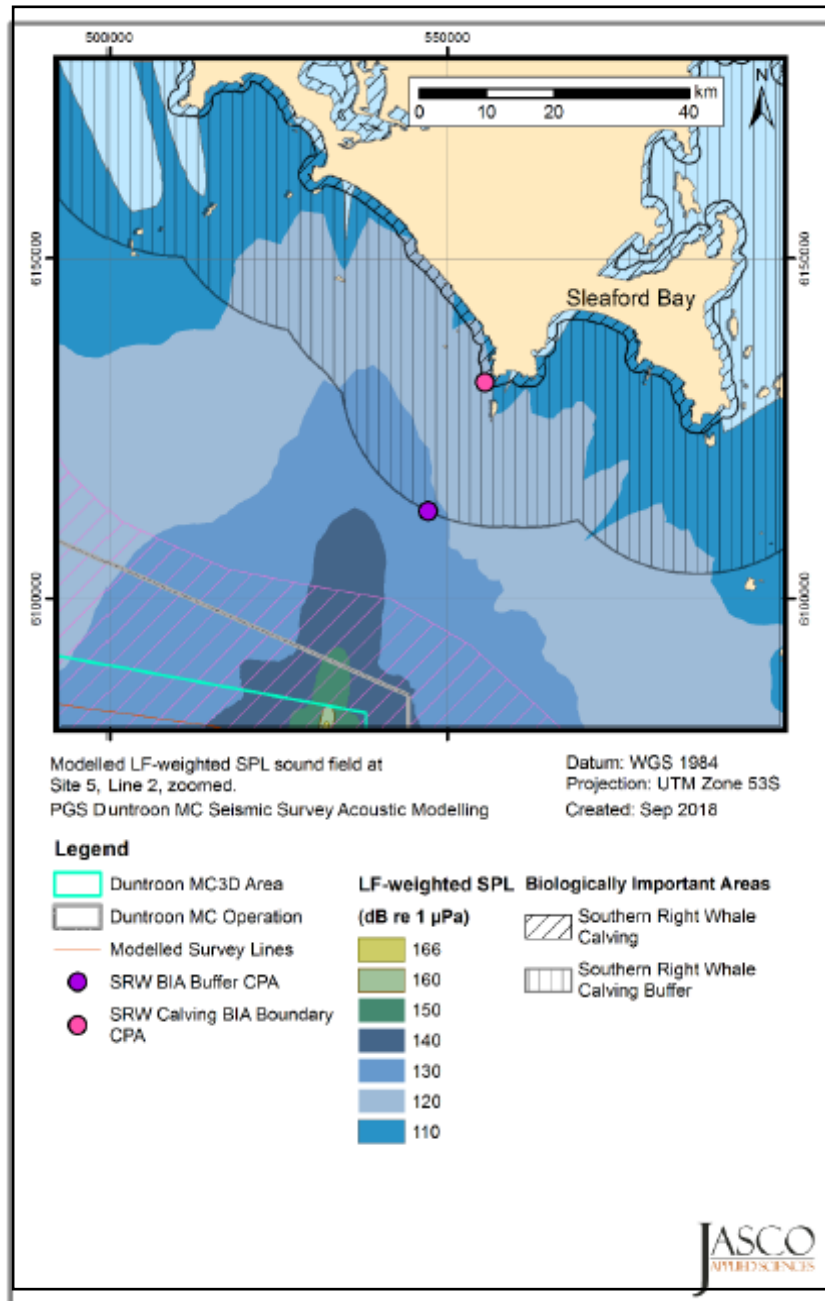 500000 550000
km
0 10 20 40
N
6150000 6150000
Sleaford Bay
6100000 6100000
Modelled LF-weighted SPL sound field at
Site 5, Line 2, zoomed.
PGS Duntroon MC Seismic Survey Acoustic Modelling
Datum: WGS 1984
Projection: UTM Zone 53S
Created: Sep 2018
Legend
Duntroon MC3D Area
Duntroon MC Operation
Modelled Survey Lines
SRW BIA Buffer CPA
SRW Calving BIA Boundary
CPA
LF-weighted SPL
(dB re 1 µPa)
166
160
150
140
130
120
110
Biologically Important Areas
Southern Right Whale
Calving
Southern Right Whale
Calving Buffer
JASCO
APPLIED SCIENCES